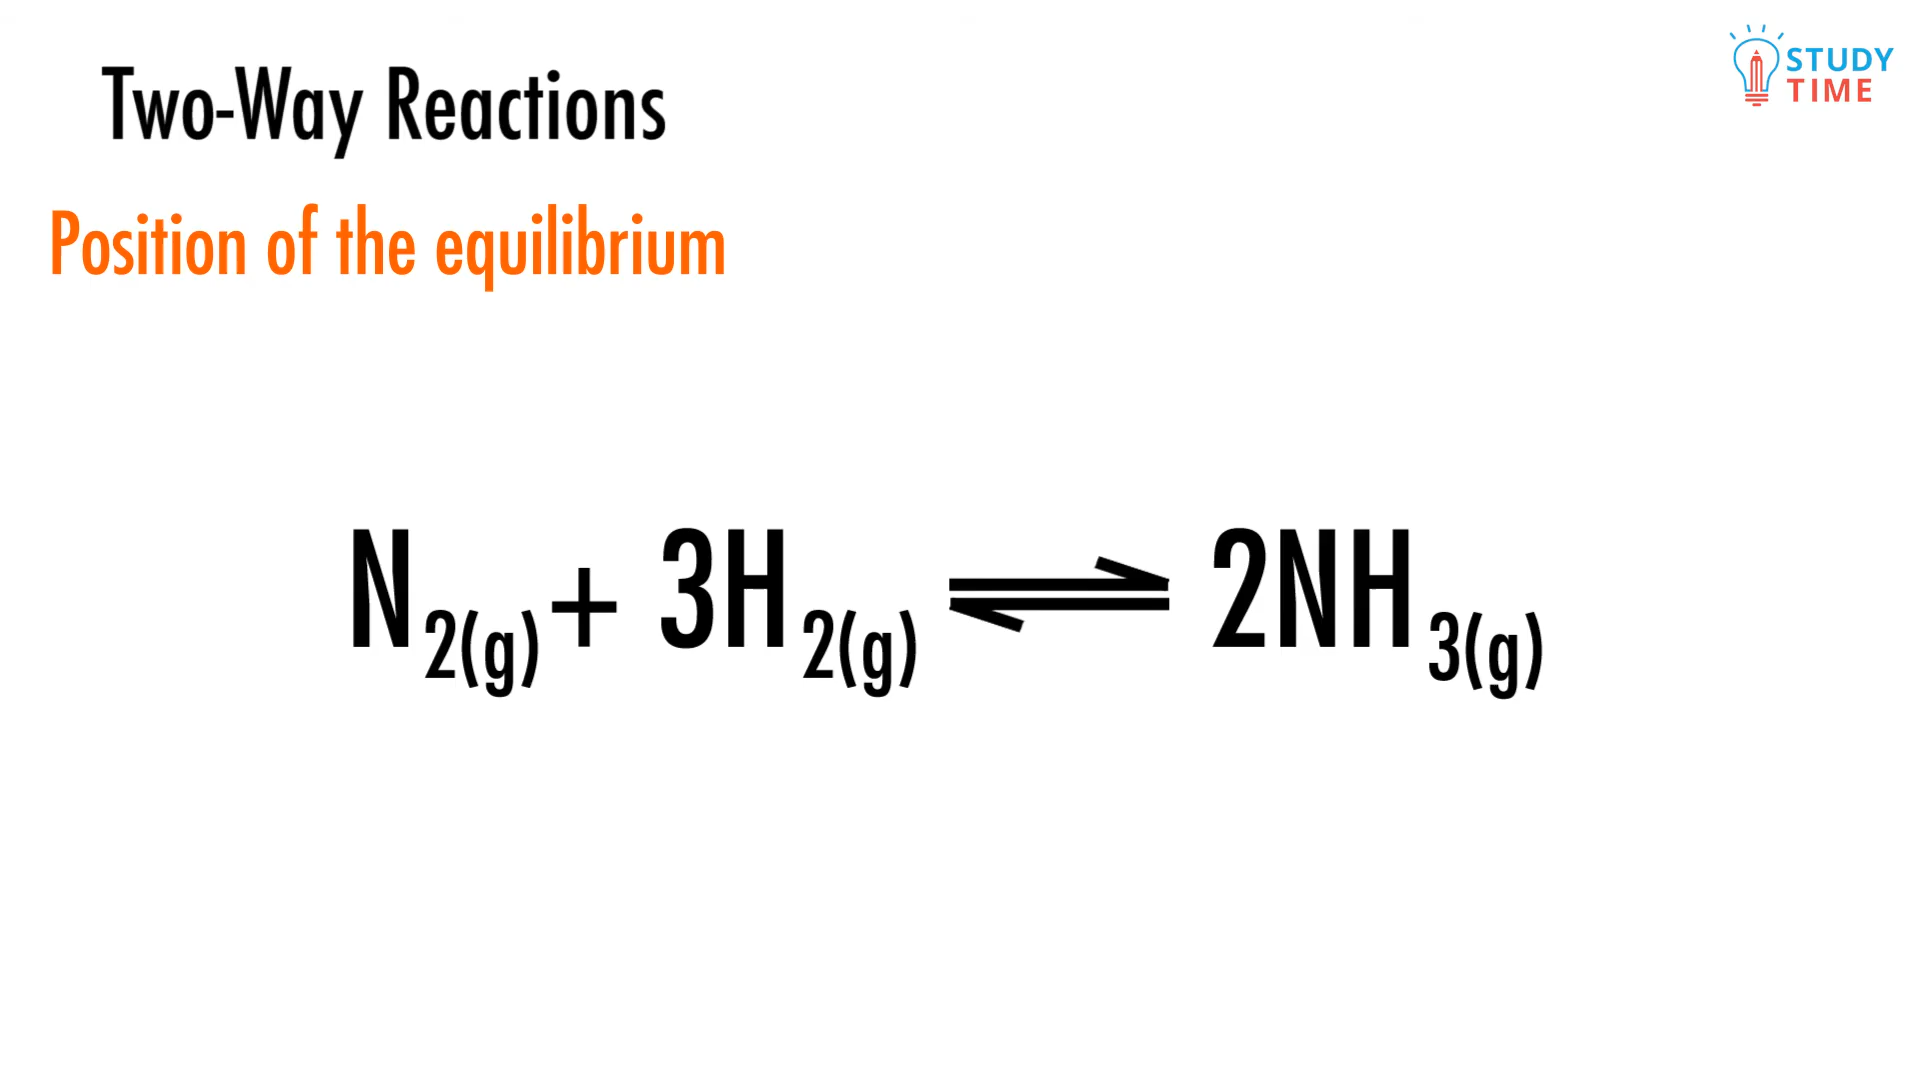 STUDY
TIME
Two-Way Reactions
Position of the equilibrium
N₂(g) + 3H₂(g) ⇌ 2NH₃(g)